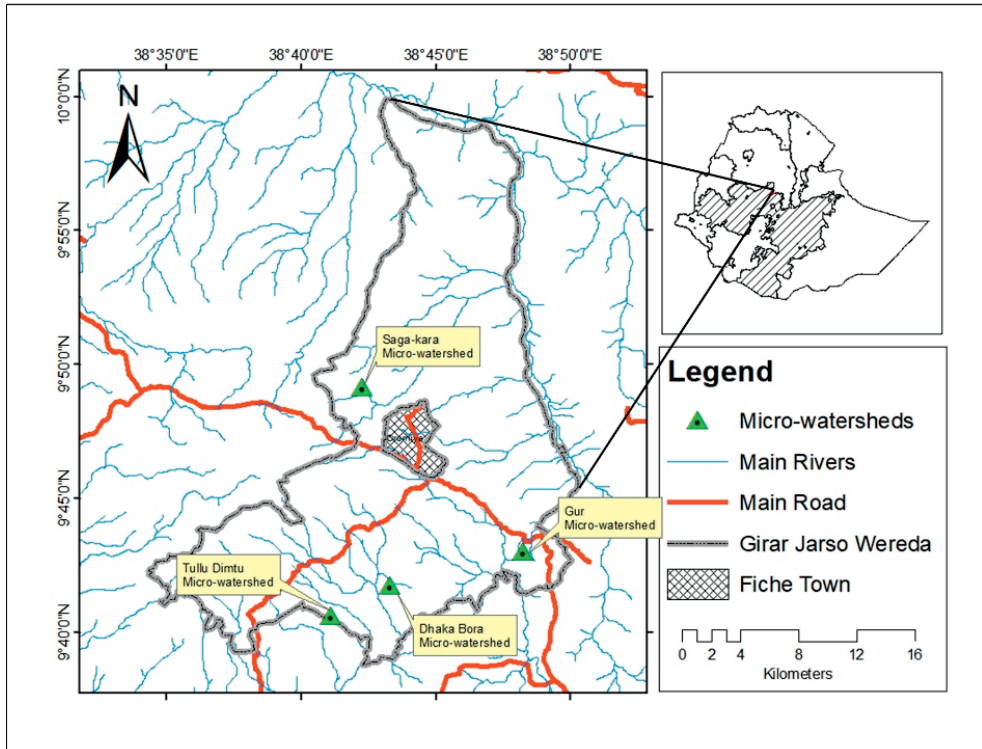 38°35'0"E 38°40'0"E 38°45'0"E 38°50'0"E
N
10°0'0"N
9°55'0"N
9°50'0"N
9°45'0"N
9°40'0"N
Saga-kara
Micro-watershed
Gur
Micro-watershed
Tullu Dimtu
Micro-watershed
Dhaka Bora
Micro-watershed
Legend
Micro-watersheds
Main Rivers
Main Road
Girar Jarso Wereda
Fiche Town
0 2 4 8 12 16
Kilometers